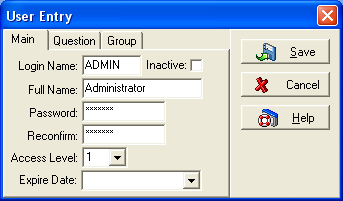 User Entry
Main Question Group
Login Name: ADMIN Inactive:
Full Name: Administrator
Password: *******
Reconfirm: *******
Access Level: 1
Expire Date:
Save
Cancel
Help